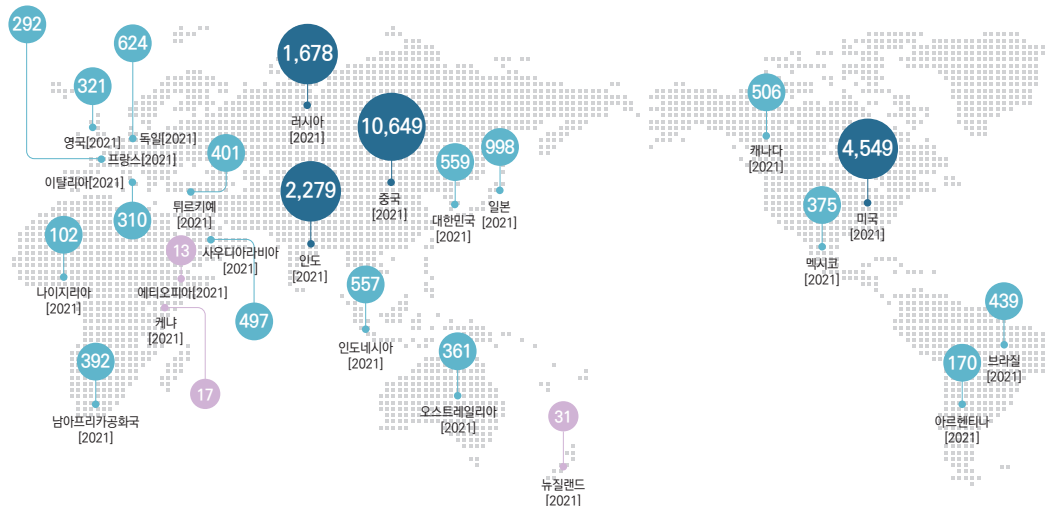 292
624
321
영국[2021]
독일[2021]
프랑스[2021]
이탈리아[2021]
310
401
튀르키예
[2021]
1,678
러시아
[2021]
10,649
중국
[2021]
2,279
인도
[2021]
559
대한민국
[2021]
998
일본
[2021]
506
캐나다
[2021]
4,549
미국
[2021]
375
멕시코
[2021]
102
나이지리아
[2021]
13
에티오피아[2021]
사우디아라비아
[2021]
497
케냐
[2021]
17
392
남아프리카공화국
[2021]
557
인도네시아
[2021]
361
오스트레일리아
[2021]
31
뉴질랜드
[2021]
439
브라질
[2021]
170
아르헨티나
[2021]